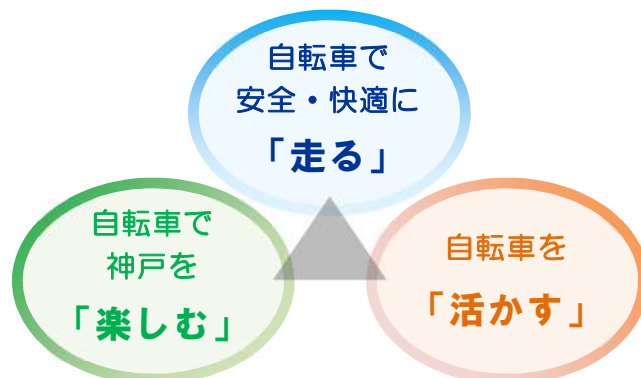 自転車で
安全・快適に
「走る」
自転車で
神戸を
「楽しむ」
自転車を
「活かす」